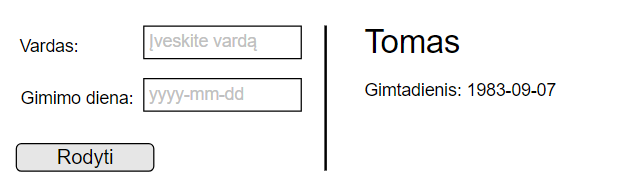 Vardas: Įveskite vardą
Gimimo diena: yyyy-mm-dd
Rodyti
Tomas
Gimtadienis: 1983-09-07